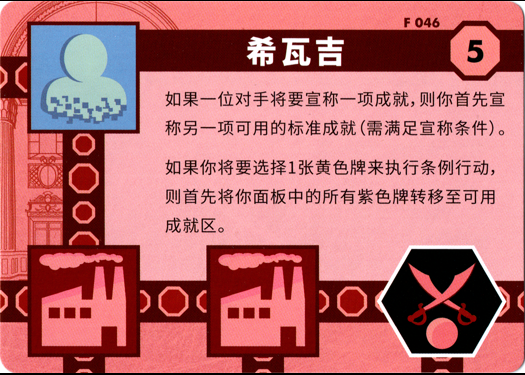 F 046
希瓦吉
5
如果一位对手将要宣称一项成就，则你首先宣
称另一项可用的标准成就（需满足宣称条件）。
如果你将要选择1张黄色牌来执行条例行动，
则首先将你面板中的所有紫色牌转移至可用
成就区。